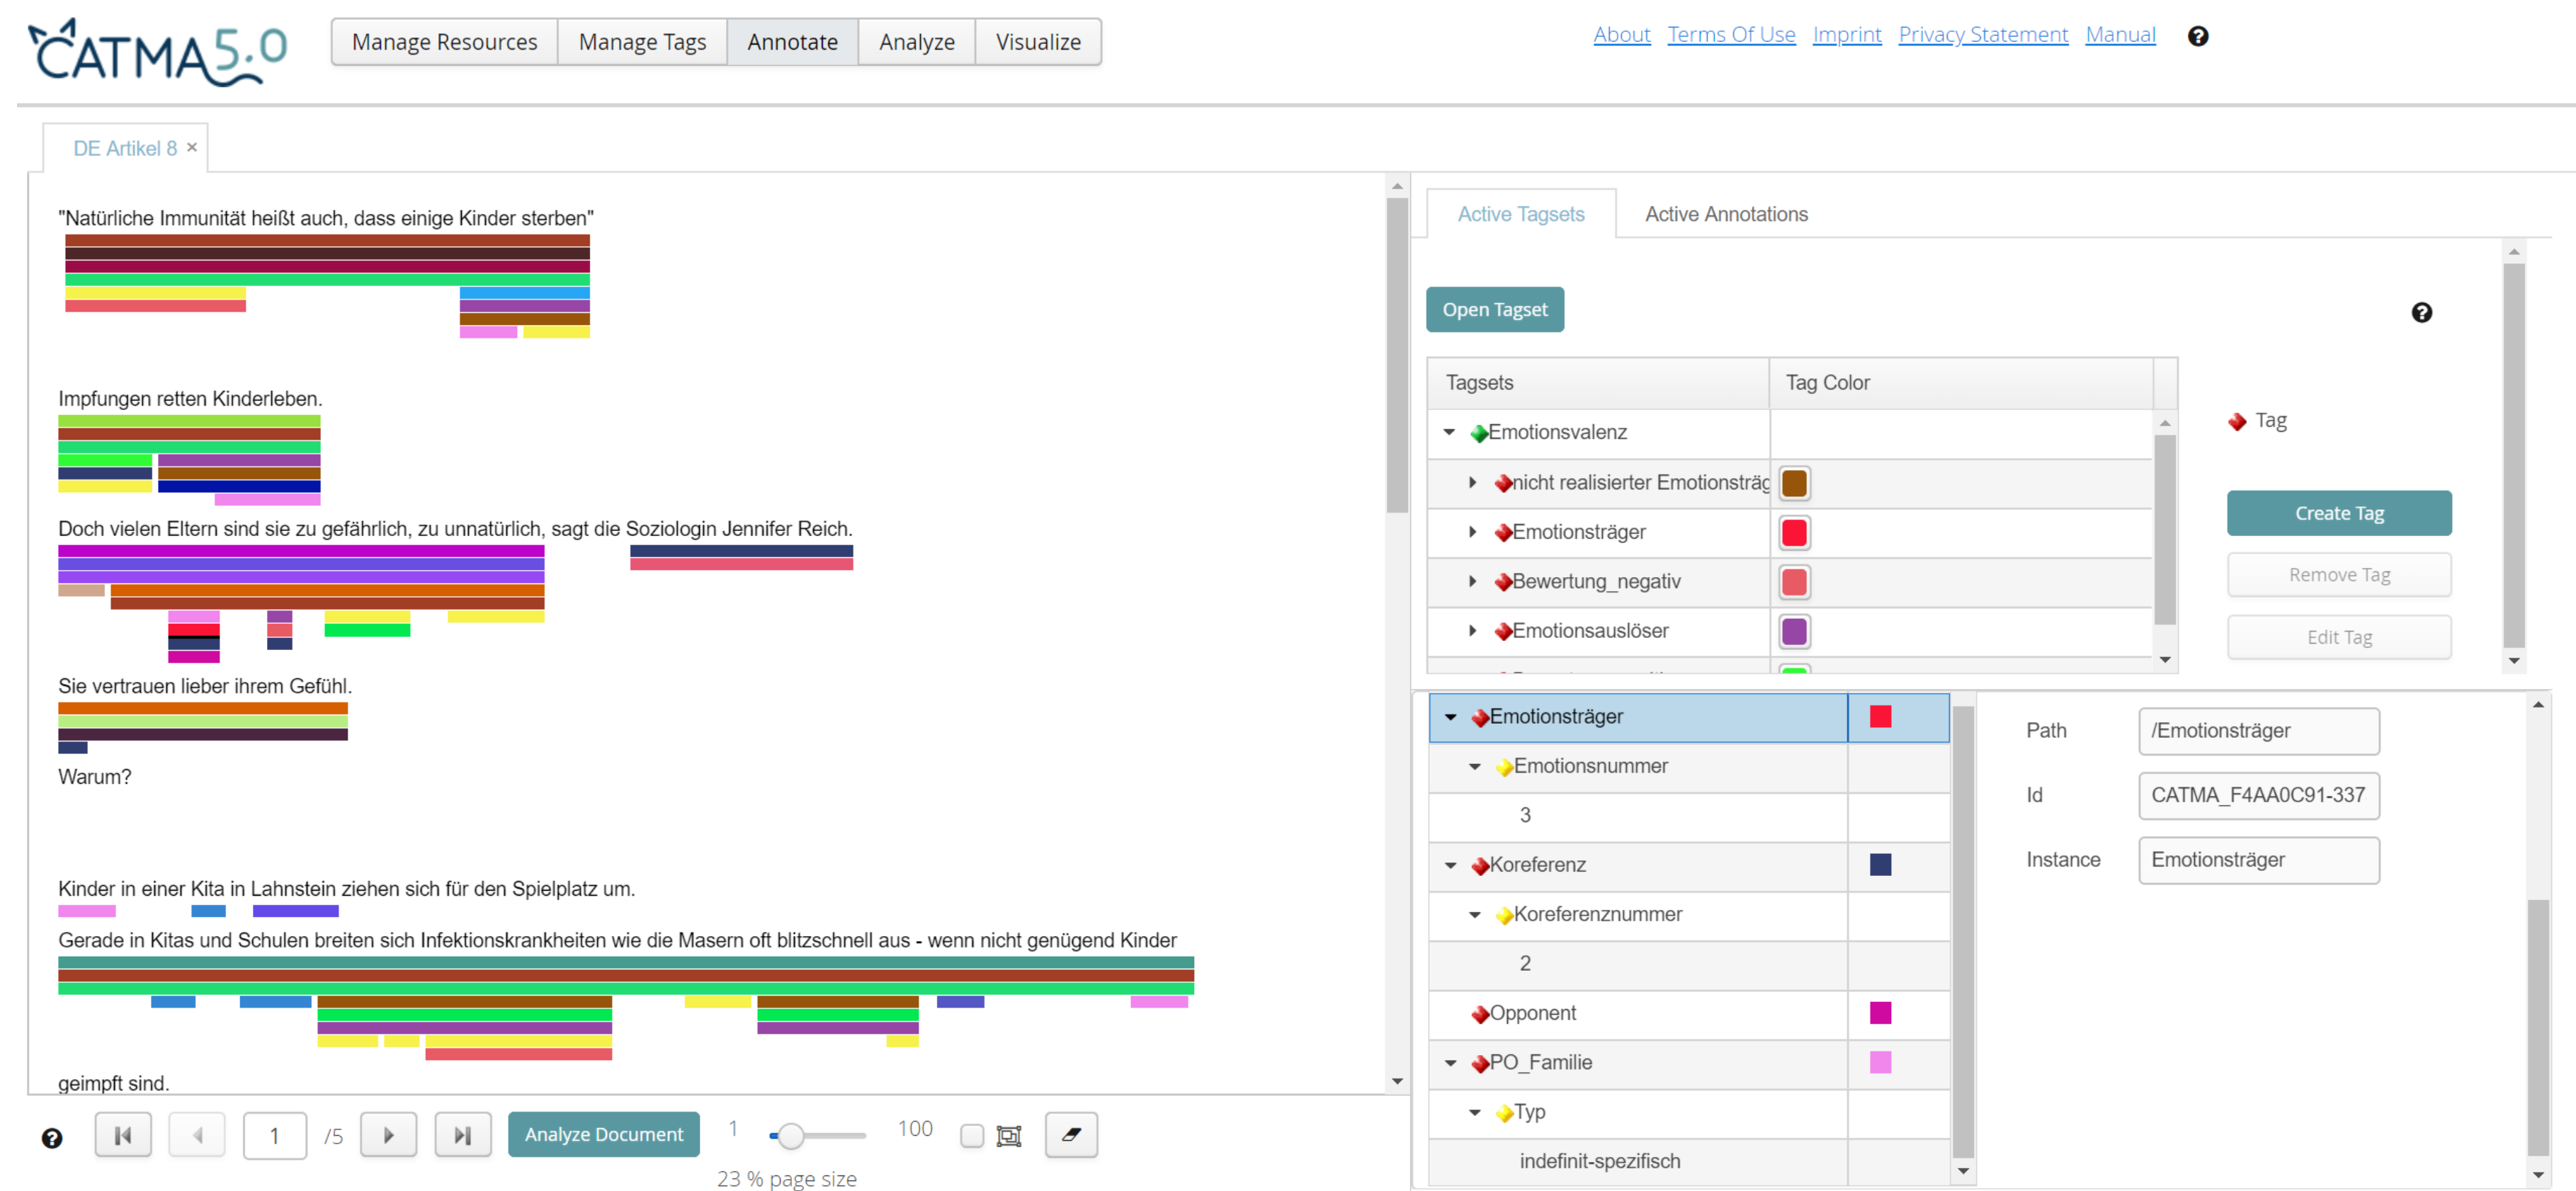 CATMA 5.0
Manage Resources Manage Tags Annotate Analyze Visualize
About Terms Of Use Imprint Privacy Statement Manual ?
DE Artikel 8 ×
"Natürliche Immunität heißt auch, dass einige Kinder sterben"
Impfungen retten Kinderleben.
Doch vielen Eltern sind sie zu gefährlich, zu unnatürlich, sagt die Soziologin Jennifer Reich.
Sie vertrauen lieber ihrem Gefühl.
Warum?
Kinder in einer Kita in Lahnstein ziehen sich für den Spielplatz um.
Gerade in Kitas und Schulen breiten sich Infektionskrankheiten wie die Masern oft blitzschnell aus - wenn nicht genügend Kinder
geimpft sind.
? 1 /5 Analyze Document 1 100
23 % page size
Active Tagsets Active Annotations
Open Tagset ?
Tagsets Tag Color
Emotionsvalenz
nicht realisierter Emotionsträg
Emotionsträger
Bewertung_negativ
Emotionsauslöser
Tag
Create Tag
Remove Tag
Edit Tag
Emotionsträger
Emotionsnummer
3
Koreferenz
Koreferenznummer
2
Opponent
PO_Familie
Typ
indefinit-spezifisch
Path /Emotionsträger
Id CATMA_F4AA0C91-337
Instance Emotionsträger